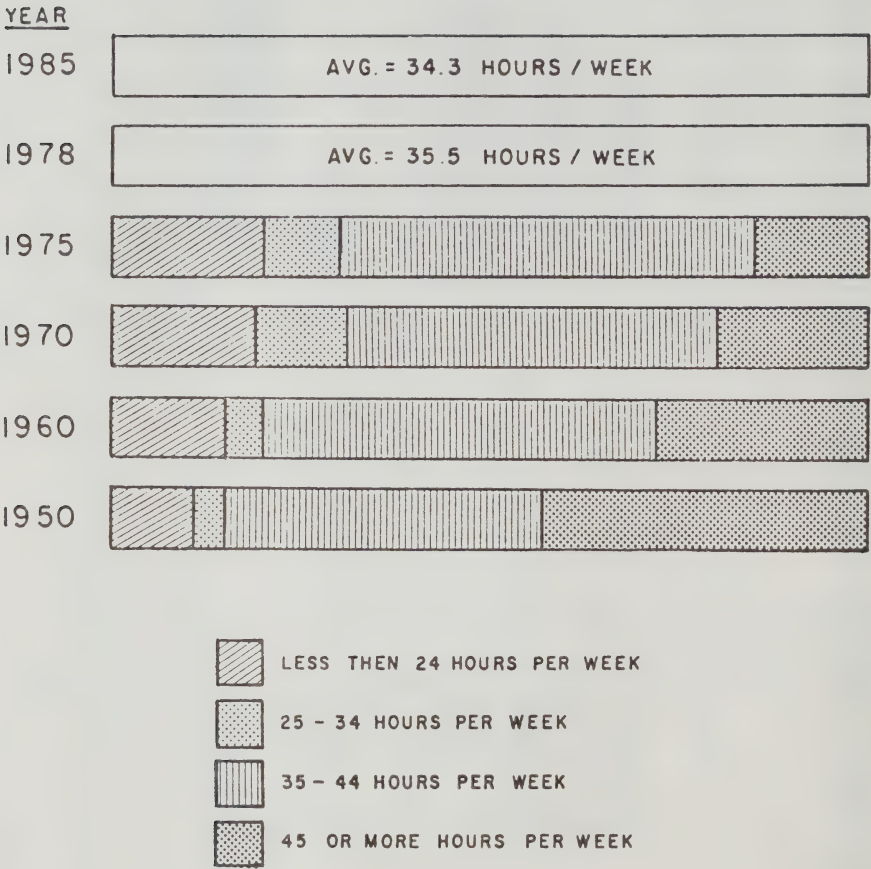 YEAR
1985
AVG. = 34.3 HOURS / WEEK
1978
AVG. = 35.5 HOURS / WEEK
1975
1970
1960
1950
LESS THEN 24 HOURS PER WEEK
25 - 34 HOURS PER WEEK
35 - 44 HOURS PER WEEK
45 OR MORE HOURS PER WEEK